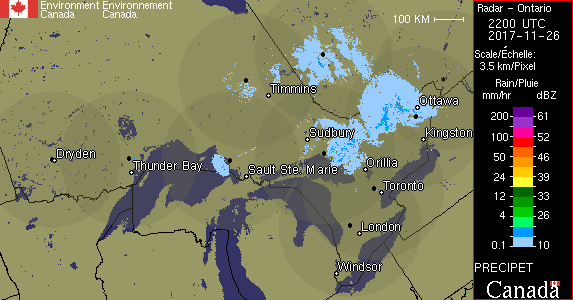 Environment Environnement
Canada Canada
100 KM
Timmins
Ottawa
Sudbury
Kingston
Dryden
Thunder Bay
Sault Ste. Marie
Orillia
Toronto
London
Windsor
Radar - Ontario
2200 UTC
2017-11-26
Scale/Échelle:
3.5 km/Pixel
Rain/Pluie
mm/hr dBZ
200 61
100 52
50 46
24 39
12 33
4 26
0.1 10
PRECIPET
Canada